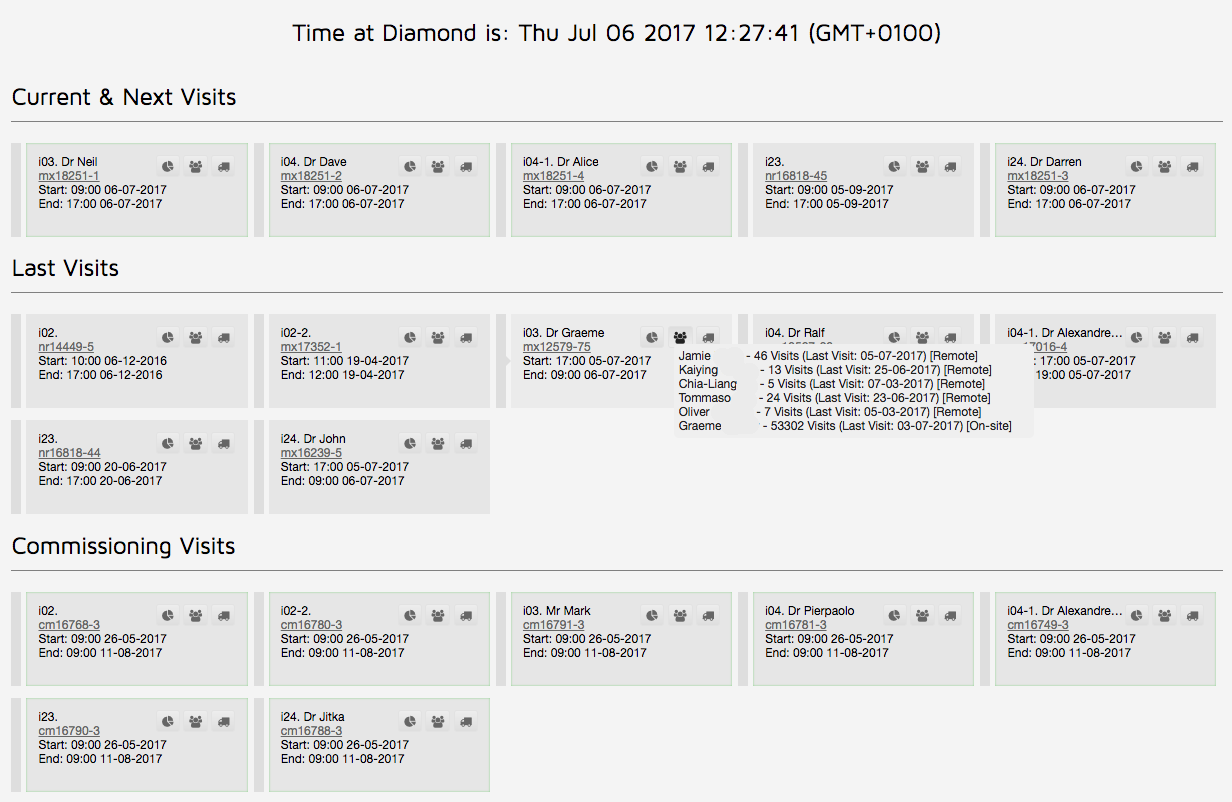 Time at Diamond is: Thu Jul 06 2017 12:27:41 (GMT+0100)
Current & Next Visits
i03. Dr Neil
mx18251-1
Start: 09:00 06-07-2017
End: 17:00 06-07-2017
i04. Dr Dave
mx18251-2
Start: 09:00 06-07-2017
End: 17:00 06-07-2017
i04-1. Dr Alice
mx18251-4
Start: 09:00 06-07-2017
End: 17:00 06-07-2017
i23.
nr16818-45
Start: 09:00 05-09-2017
End: 17:00 05-09-2017
i24. Dr Darren
mx18251-3
Start: 09:00 06-07-2017
End: 17:00 06-07-2017
Last Visits
i02.
nr14449-5
Start: 10:00 06-12-2016
End: 17:00 06-12-2016
i02-2.
mx17352-1
Start: 11:00 19-04-2017
End: 12:00 19-04-2017
i03. Dr Graeme
mx12579-75
Start: 17:00 05-07-2017
End: 09:00 06-07-2017
i04. Dr Ralf
i04-1. Dr Alexandre...
17016-4
17:00 05-07-2017
19:00 05-07-2017
Jamie - 46 Visits (Last Visit: 05-07-2017) [Remote]
Kaiying - 13 Visits (Last Visit: 25-06-2017) [Remote]
Chia-Liang - 5 Visits (Last Visit: 07-03-2017) [Remote]
Tommaso - 24 Visits (Last Visit: 23-06-2017) [Remote]
Oliver - 7 Visits (Last Visit: 05-03-2017) [Remote]
Graeme - 53302 Visits (Last Visit: 03-07-2017) [On-site]
i23.
nr16818-44
Start: 09:00 20-06-2017
End: 17:00 20-06-2017
i24. Dr John
mx16239-5
Start: 17:00 05-07-2017
End: 09:00 06-07-2017
Commissioning Visits
i02.
cm16768-3
Start: 09:00 26-05-2017
End: 09:00 11-08-2017
i02-2.
cm16780-3
Start: 09:00 26-05-2017
End: 09:00 11-08-2017
i03. Mr Mark
cm16791-3
Start: 09:00 26-05-2017
End: 09:00 11-08-2017
i04. Dr Pierpaolo
cm16781-3
Start: 09:00 26-05-2017
End: 09:00 11-08-2017
i04-1. Dr Alexandre...
cm16749-3
Start: 09:00 26-05-2017
End: 09:00 11-08-2017
i23.
cm16790-3
Start: 09:00 26-05-2017
End: 09:00 11-08-2017
i24. Dr Jitka
cm16788-3
Start: 09:00 26-05-2017
End: 09:00 11-08-2017